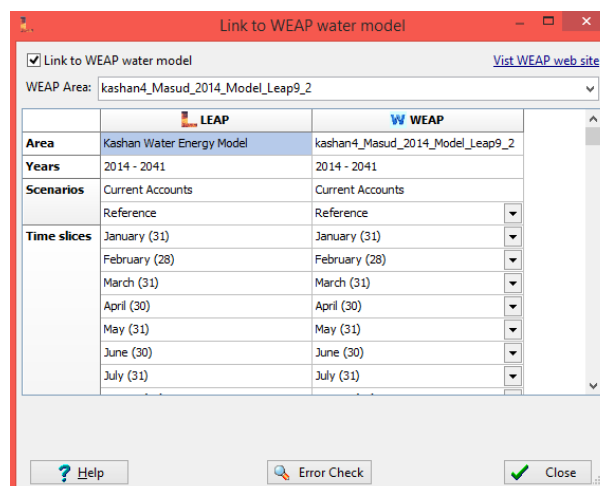 Link to WEAP water model
Link to WEAP water model
Vist WEAP web site
WEAP Area: kashan4_Masud_2014_Model_Leap9_2
LEAP WEAP
Area Kashan Water Energy Model kashan4_Masud_2014_Model_Leap9_2
Years 2014 - 2041 2014 - 2041
Scenarios Current Accounts Current Accounts
Reference Reference
Time slices January (31) January (31)
February (28) February (28)
March (31) March (31)
April (30) April (30)
May (31) May (31)
June (30) June (30)
July (31) July (31)
Help Error Check Close